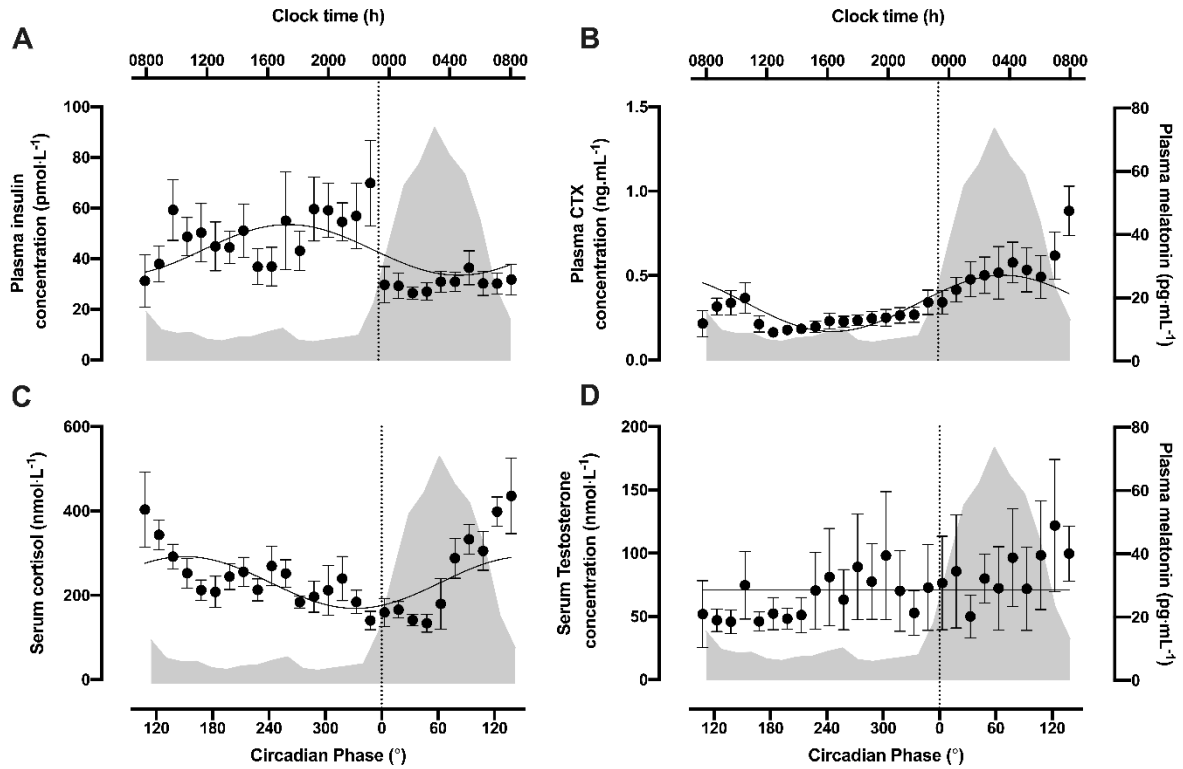 Clock time (h)
Clock time (h)
A
B
0800 1200 1600 2000 0000 0400 0800
0800 1200 1600 2000 0000 0400 0800
100
80
60
40
20
0
Plasma insulin
concentration (pmol·L⁻¹)
1.5
1.0
0.5
0.0
Plasma CTX
concentration (ng.mL⁻¹)
80
60
40
20
0
Plasma melatonin
(pg·mL⁻¹)
C
D
600
400
200
0
Serum cortisol (nmol·L⁻¹)
200
150
100
50
0
Serum Testosterone
concentration (nmol·L⁻¹)
80
60
40
20
0
Plasma melatonin
(pg·mL⁻¹)
120 180 240 300 0 60 120
120 180 240 300 0 60 120
Circadian Phase (°)
Circadian Phase (°)